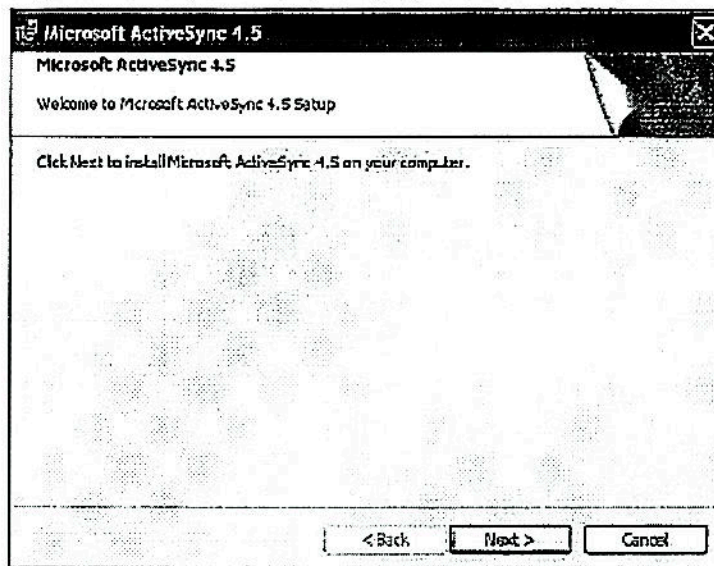 Microsoft ActiveSync 4.5
Microsoft ActiveSync 4.5
Welcome to Microsoft ActiveSync 4.5 Setup
Click Next to install Microsoft ActiveSync 4.5 on your computer.
< Back
Next >
Cancel